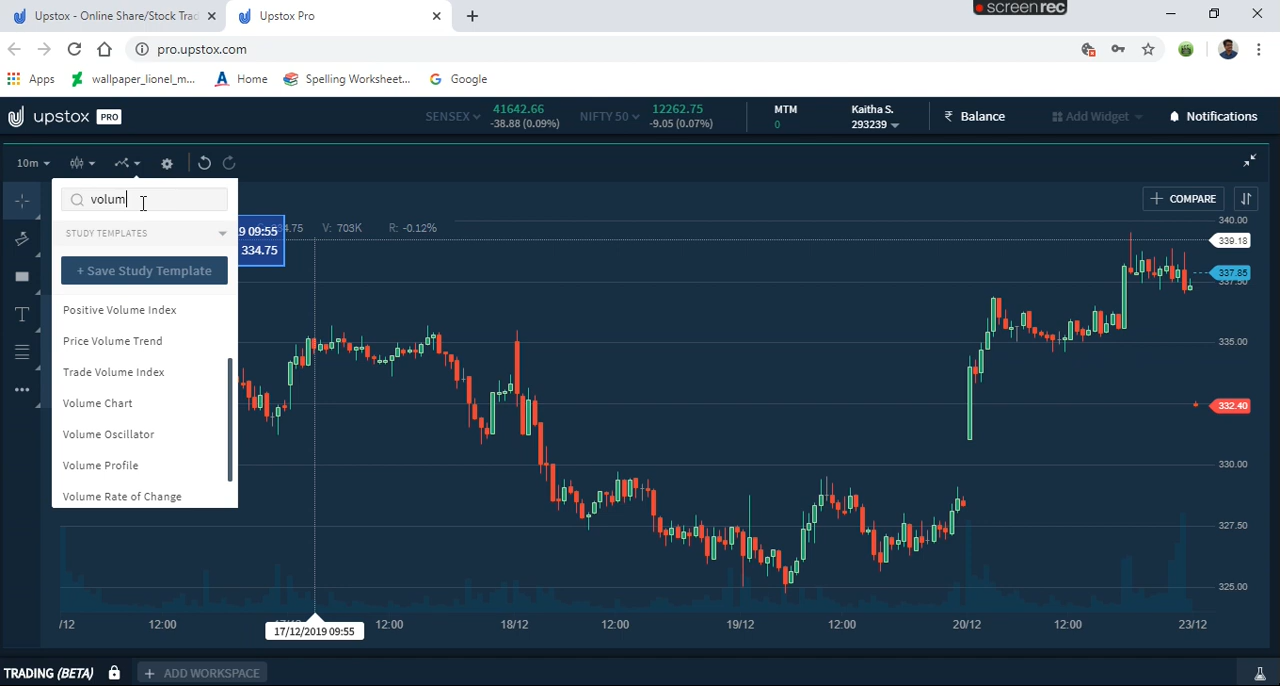 screenrec
Upstox - Online Share/Stock Trad
Upstox Pro
pro.upstox.com
Apps
wallpaper_lionel_m...
Home
Spelling Worksheet...
Google
upstox PRO
SENSEX 41642.66
-38.88 (0.09%)
NIFTY 50 12262.75
-9.05 (0.07%)
MTM
0
Kaitha S.
293239
₹ Balance
Add Widget
Notifications
10m
volum
STUDY TEMPLATES
+ Save Study Template
Positive Volume Index
Price Volume Trend
Trade Volume Index
Volume Chart
Volume Oscillator
Volume Profile
Volume Rate of Change
9 09:55
334.75
V: 703K
R: -0.12%
COMPARE
340.00
339.18
337.85
337.50
335.00
332.40
330.00
327.50
325.00
/12
12:00
17/12/2019 09:55
12:00
18/12
12:00
19/12
12:00
20/12
12:00
23/12
TRADING (BETA)
+ ADD WORKSPACE